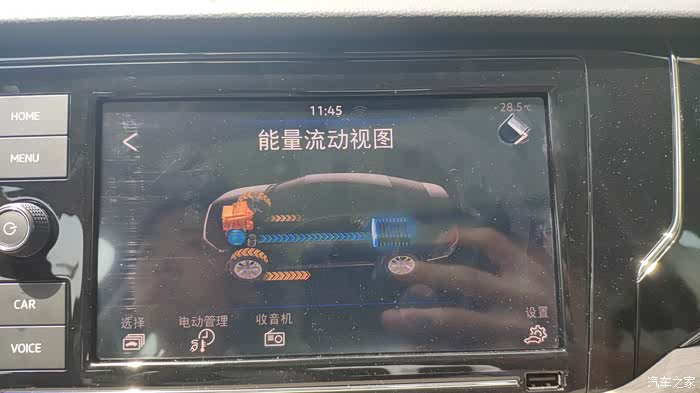 HOME
MENU
CAR
VOICE
11:45
-28.5℃
能量流动视图
选择
电动管理
收音机
设置
汽车之家